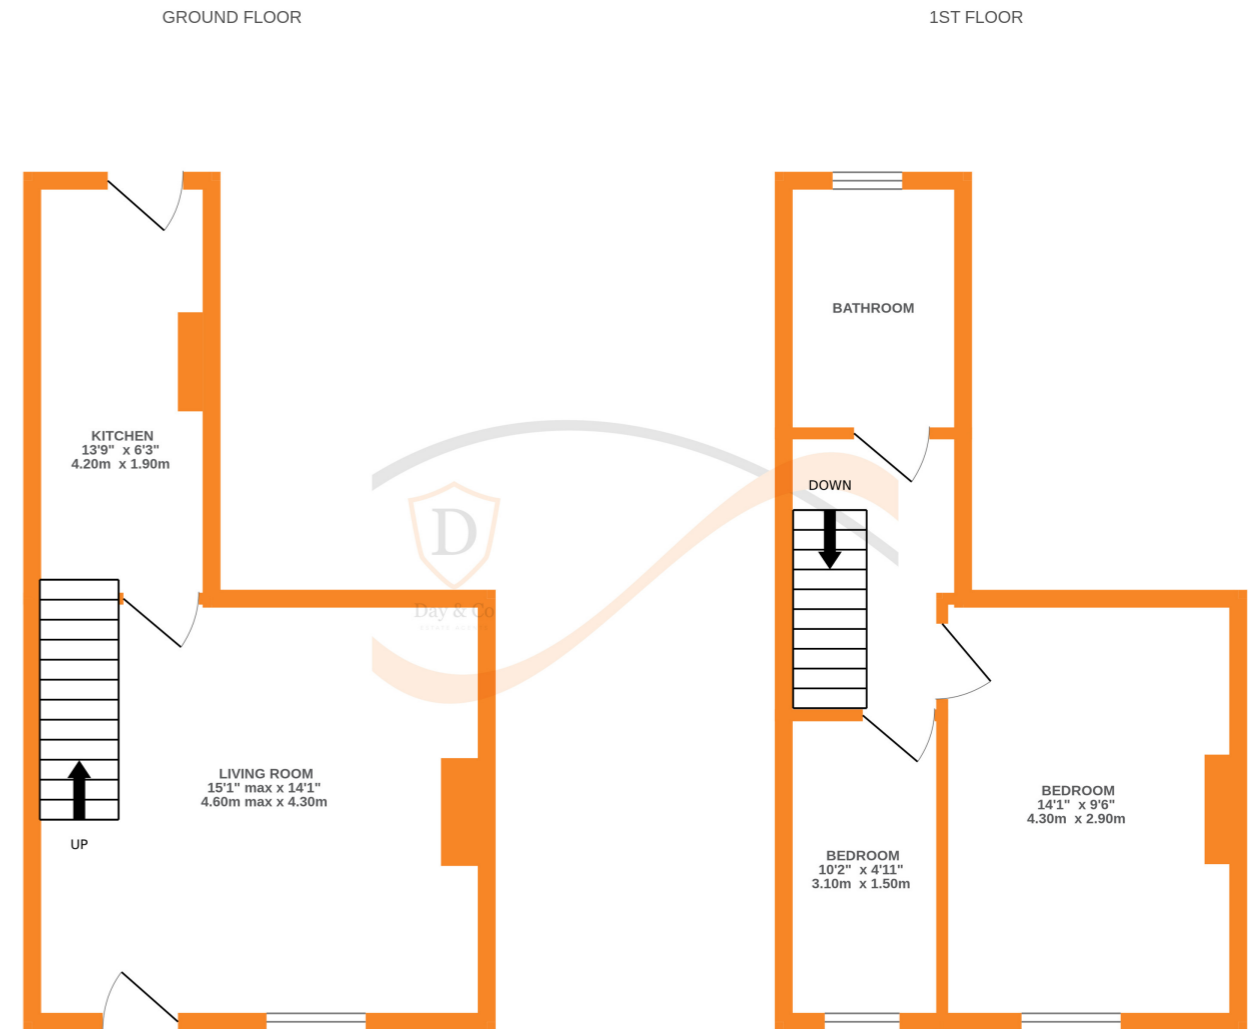 GROUND FLOOR
1ST FLOOR
BATHROOM
KITCHEN
13'9" x 6'3"
4.20m x 1.90m
DOWN
D
Day & Co
LIVING ROOM
15'1" max x 14'1"
4.60m max x 4.30m
UP
BEDROOM
14'1" x 9'6"
4.30m x 2.90m
BEDROOM
10'2" x 4'11"
3.10m x 1.50m